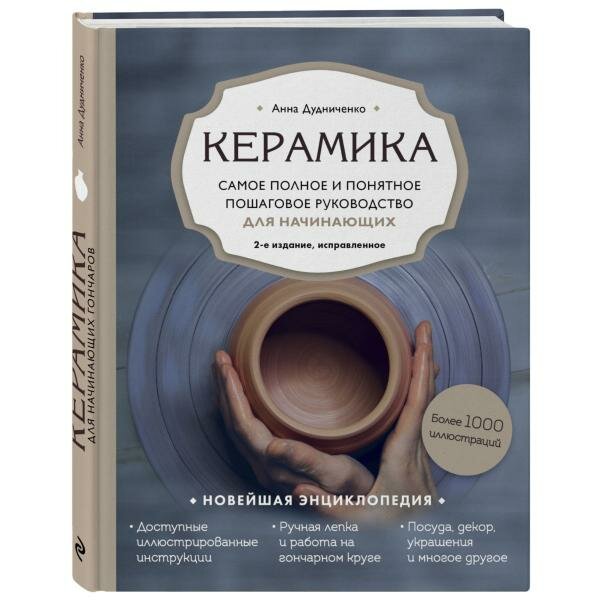 Анна Дудниченко
КЕРАМИКА
САМОЕ ПОЛНОЕ И ПОНЯТНОЕ
ПОШАГОВОЕ РУКОВОДСТВО
ДЛЯ НАЧИНАЮЩИХ
2-е издание, исправленное
Более 1000
иллюстраций
НОВЕЙШАЯ ЭНЦИКЛОПЕДИЯ
• Доступные
иллюстрированные
инструкции
• Ручная лепка
и работа на
гончарном круге
• Посуда, декор,
украшения
и многое другое
Анна Дудниченко
КЕРАМИКА
ДЛЯ НАЧИНАЮЩИХ ГОНЧАРОВ